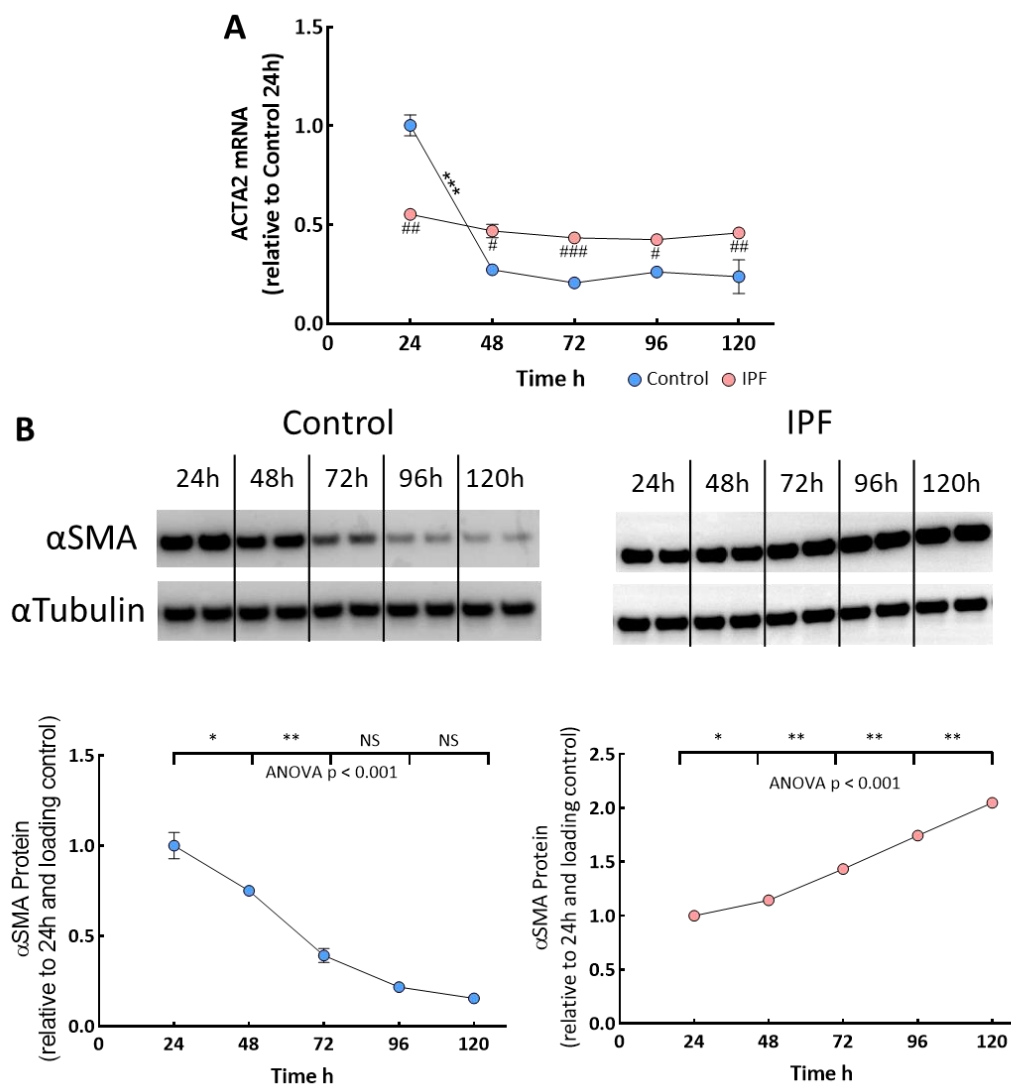 A
ACTA2 mRNA
(relative to Control 24h)
1.5
1.0
0.5
0.0
***
##
#
###
#
##
0
24
48
72
96
120
Time h
Control
IPF
B
Control
IPF
24h
48h
72h
96h
120h
24h
48h
72h
96h
120h
αSMA
αTubulin
αSMA Protein
(relative to 24h and loading control)
1.5
1.0
0.5
0.0
*
**
NS
NS
ANOVA p < 0.001
0
24
48
72
96
120
Time h
αSMA Protein
(relative to 24h and loading control)
2.5
2.0
1.5
1.0
0.5
0.0
*
**
**
**
ANOVA p < 0.001
0
24
48
72
96
120
Time h